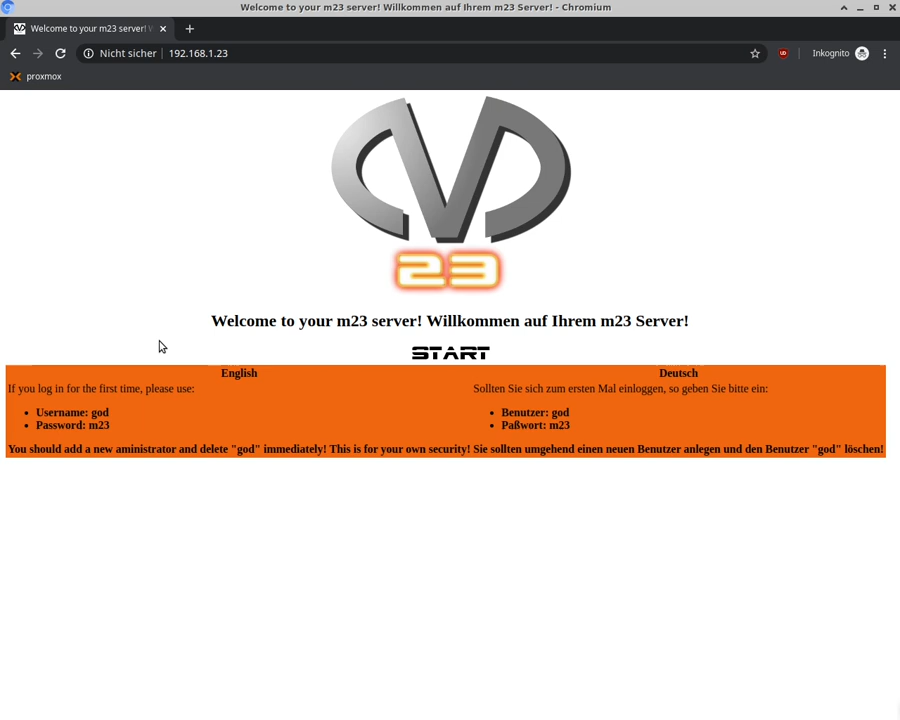 Welcome to your m23 server! Willkommen auf Ihrem m23 Server! - Chromium
Welcome to your m23 server! W
Nicht sicher 192.168.1.23
UD
Inkognito
proxmox
23
Welcome to your m23 server! Willkommen auf Ihrem m23 Server!
START
English
If you log in for the first time, please use:
Username: god
Password: m23
You should add a new aministrator and delete "god" immediately! This is for your own security!
Deutsch
Sollten Sie sich zum ersten Mal einloggen, so geben Sie bitte ein:
Benutzer: god
Paßwort: m23
Sie sollten umgehend einen neuen Benutzer anlegen und den Benutzer "god" löschen!